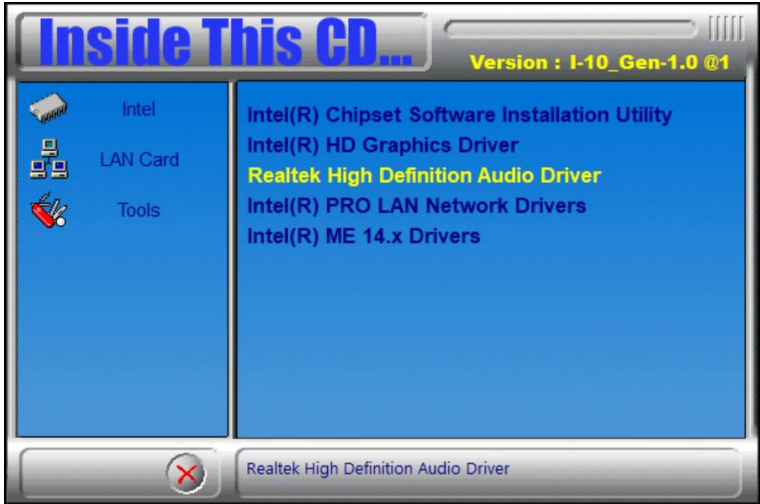 Inside This CD...
Version : I-10_Gen-1.0 @1
Intel
LAN Card
Tools
Intel(R) Chipset Software Installation Utility
Intel(R) HD Graphics Driver
Realtek High Definition Audio Driver
Intel(R) PRO LAN Network Drivers
Intel(R) ME 14.x Drivers
Realtek High Definition Audio Driver